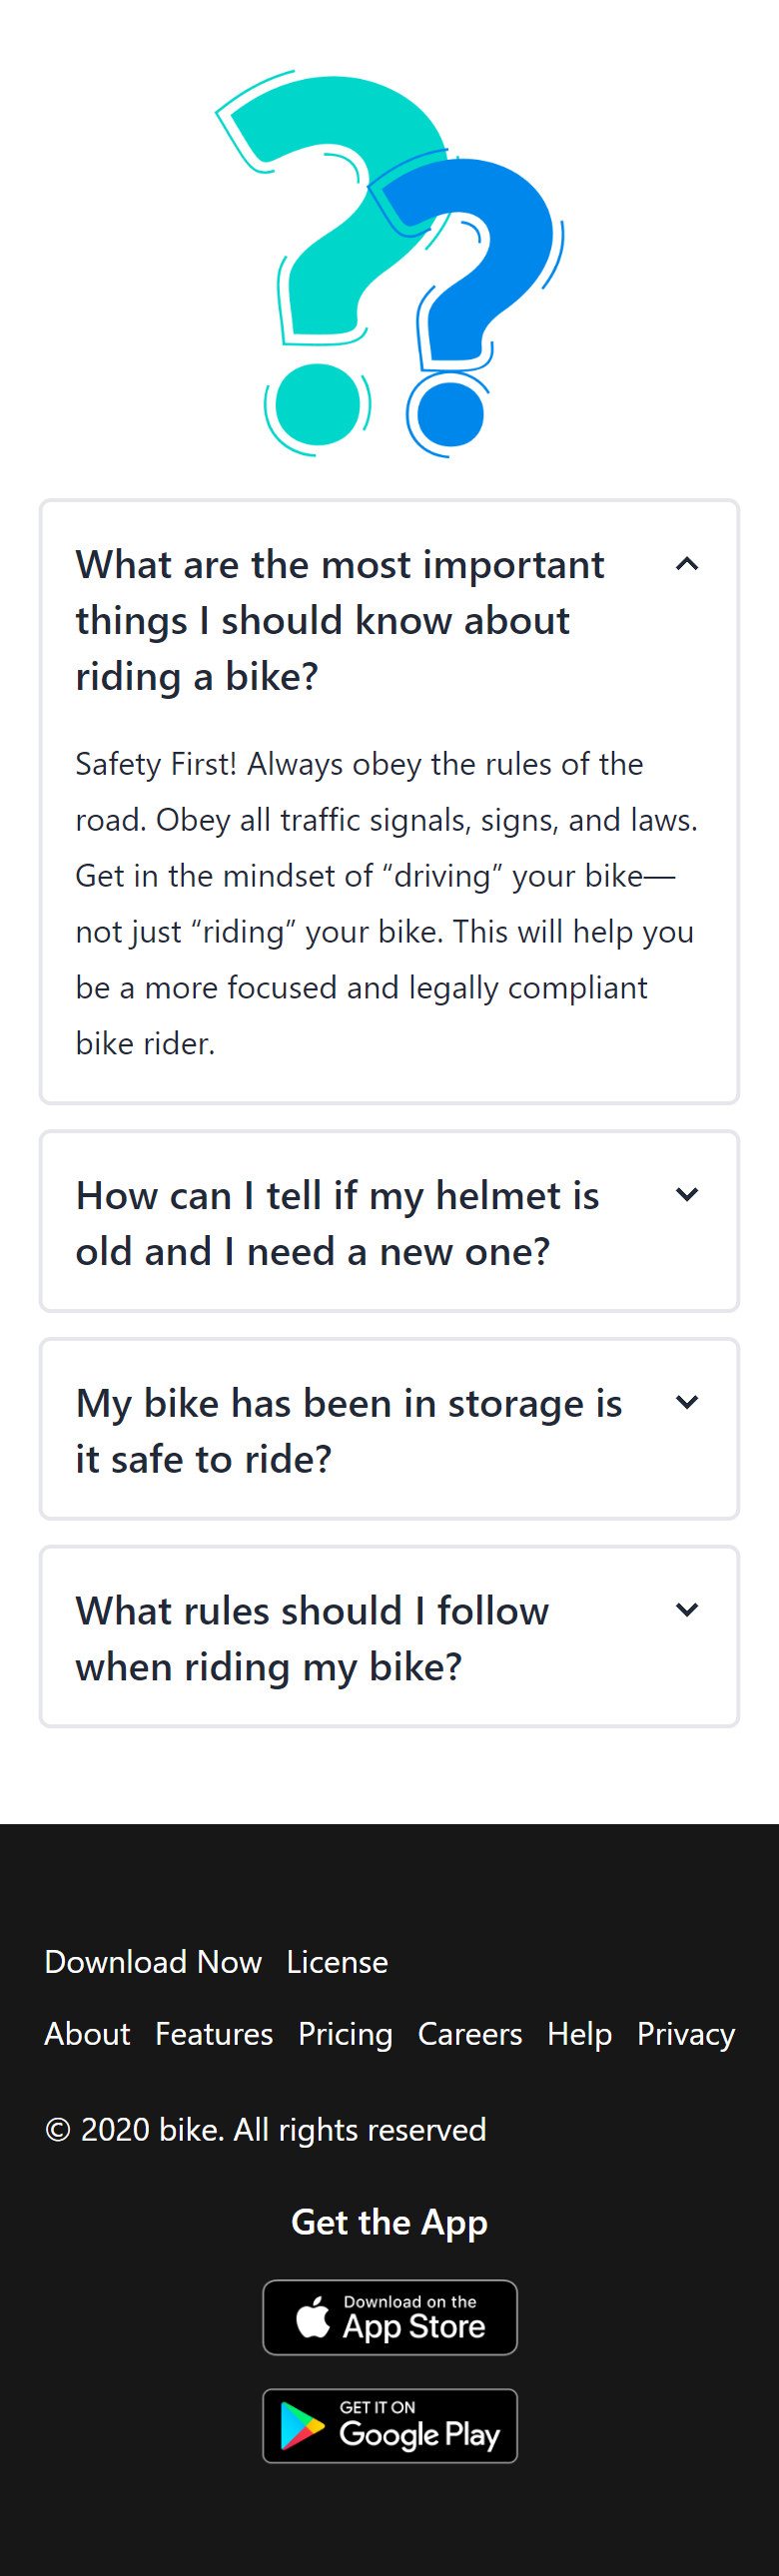 What are the most important
things I should know about
riding a bike?
Safety First! Always obey the rules of the
road. Obey all traffic signals, signs, and laws.
Get in the mindset of “driving” your bike—
not just “riding” your bike. This will help you
be a more focused and legally compliant
bike rider.
How can I tell if my helmet is
old and I need a new one?
My bike has been in storage is
it safe to ride?
What rules should I follow
when riding my bike?
Download Now License
About Features Pricing Careers Help Privacy
© 2020 bike. All rights reserved
Get the App
Download on the
App Store
GET IT ON
Google Play